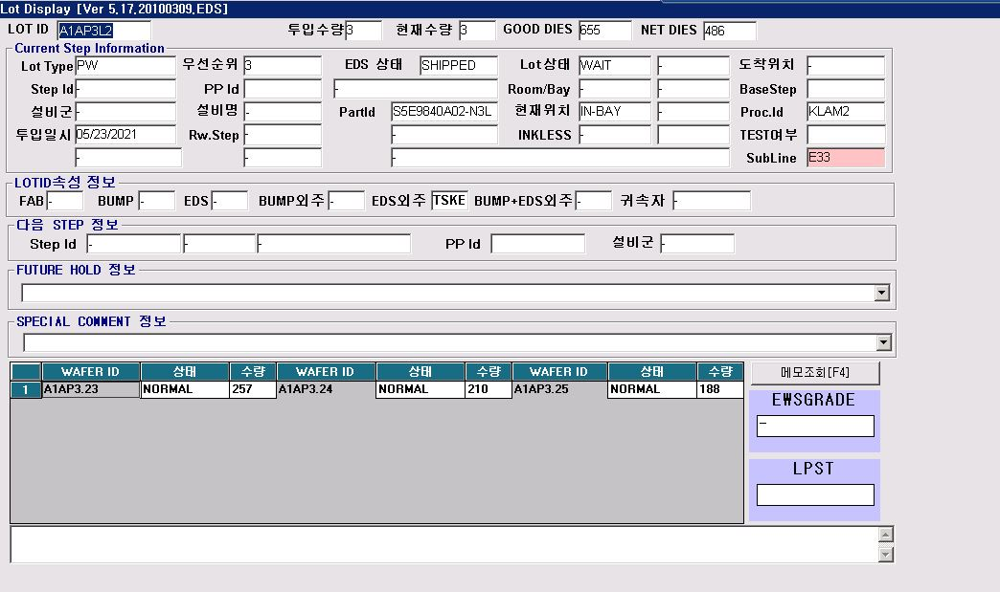 Lot Display [Ver 5.17.20100309.EDS]
LOT ID A1AP3L2 투입수량 3 현재수량 3 GOOD DIES 655 NET DIES 486
Current Step Information
Lot Type PW 우선순위 3 EDS 상태 SHIPPED Lot상태 WAIT - 도착위치 -
Step Id - PP Id - Room/Bay - - BaseStep
설비군 - 설비명 - PartId S5E9840A02-N3L 현재위치 IN-BAY - Proc.Id KLAM2
투입일시 05/23/2021 Rw.Step - - INKLESS - TEST여부
- - - SubLine E33
LOTID속성 정보
FAB - BUMP - EDS - BUMP외주 - EDS외주 TSKE BUMP+EDS외주 - 귀속자 -
다음 STEP 정보
Step Id - - - PP Id 설비군 -
FUTURE HOLD 정보
SPECIAL COMMENT 정보
WAFER ID 상태 수량 WAFER ID 상태 수량 WAFER ID 상태 수량
1 A1AP3.23 NORMAL 257 A1AP3.24 NORMAL 210 A1AP3.25 NORMAL 188
메모조회[F4]
EWSGRADE
-
LPST